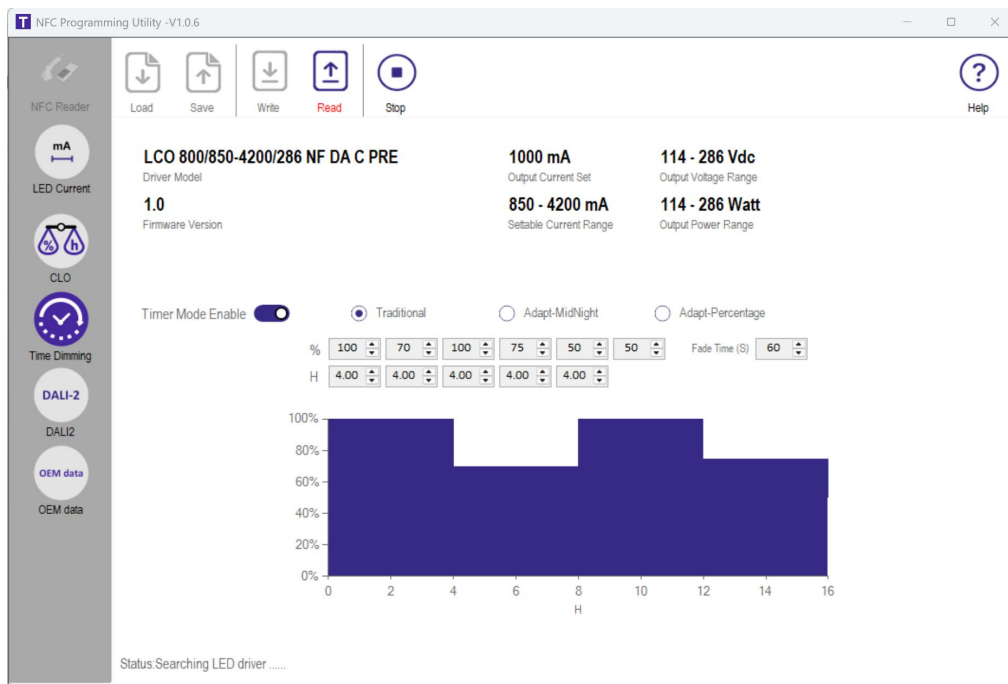 T NFC Programming Utility -V1.0.6
NFC Reader
mA
LED Current
% h
CLO
Time Dimming
DALI-2
DALI2
OEM data
OEM data
Load Save Write Read Stop
? Help
LCO 800/850-4200/286 NF DA C PRE 1000 mA 114 - 286 Vdc
Driver Model Output Current Set Output Voltage Range
1.0 850 - 4200 mA 114 - 286 Watt
Firmware Version Settable Current Range Output Power Range
Timer Mode Enable Traditional Adapt-MidNight Adapt-Percentage
% 100 70 100 75 50 50 Fade Time (S) 60
H 4.00 4.00 4.00 4.00 4.00
100%
80%
60%
40%
20%
0%
0 2 4 6 8 10 12 14 16
H
Status:Searching LED driver ......